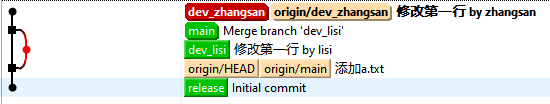 dev_zhangsan origin/dev_zhangsan 修改第一行 by zhangsan
main Merge branch 'dev_lisi'
dev_lisi 修改第一行 by lisi
origin/HEAD origin/main 添加a.txt
release Initial commit